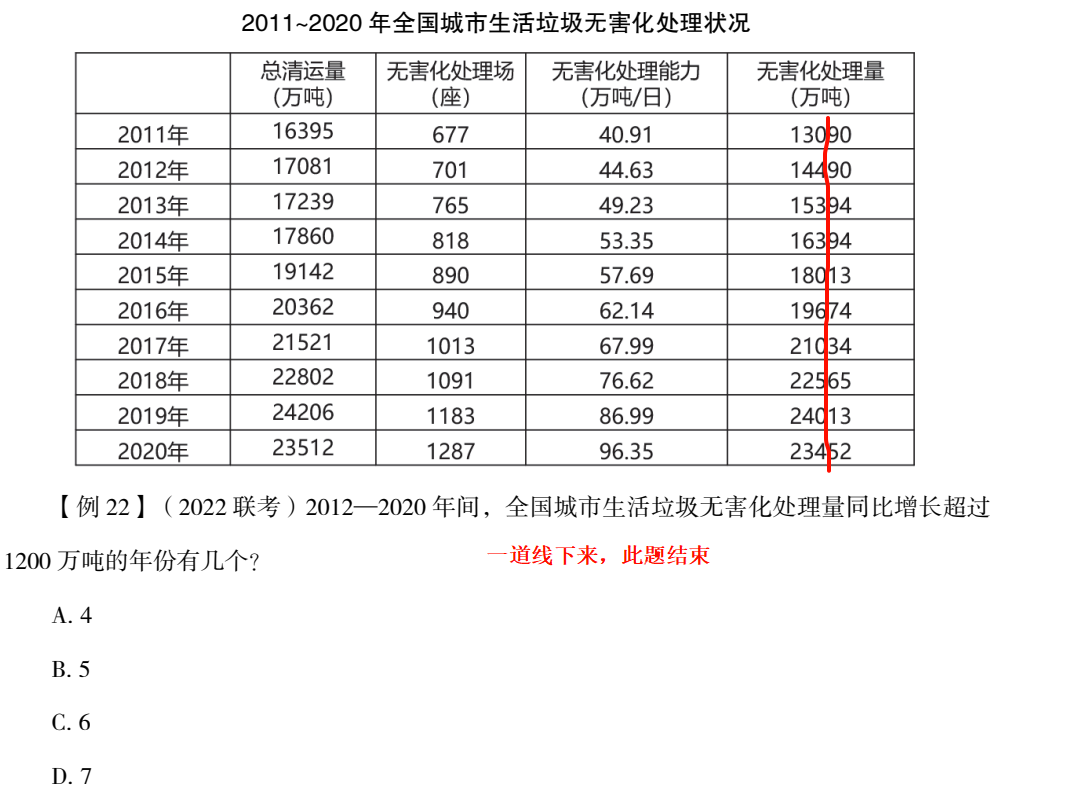 2011~2020 年全国城市生活垃圾无害化处理状况
总清运量 无害化处理场 无害化处理能力 无害化处理量
(万吨) (座) (万吨/日) (万吨)
2011年 16395 677 40.91 13090
2012年 17081 701 44.63 14490
2013年 17239 765 49.23 15394
2014年 17860 818 53.35 16394
2015年 19142 890 57.69 18013
2016年 20362 940 62.14 19674
2017年 21521 1013 67.99 21034
2018年 22802 1091 76.62 22565
2019年 24206 1183 86.99 24013
2020年 23512 1287 96.35 23452
【例 22】（2022 联考）2012—2020 年间，全国城市生活垃圾无害化处理量同比增长超过
1200 万吨的年份有几个？
一道线下来，此题结束
A. 4
B. 5
C. 6
D. 7